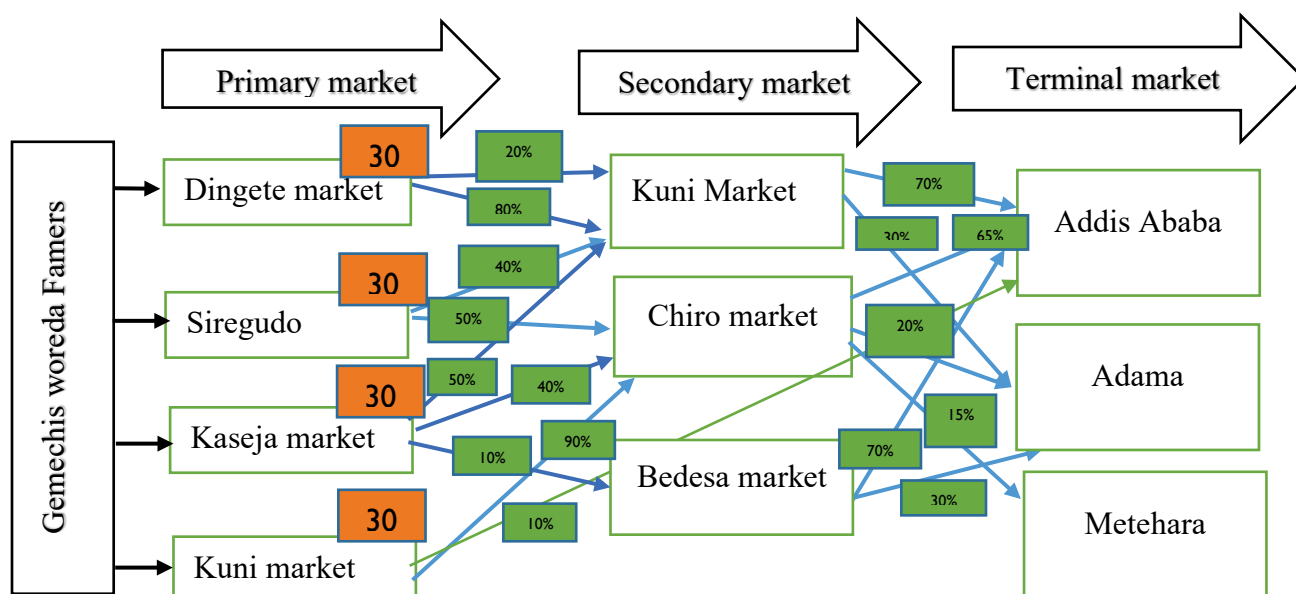 Primary market
Secondary market
Terminal market
Gemechis woreda Famers
30
Dingete market
20%
80%
Kuni Market
70%
30%
65%
Addis Ababa
30
Siregudo
40%
50%
Chiro market
20%
Adama
30
Kaseja market
50%
40%
10%
90%
Bedesa market
70%
15%
30%
Metehara
30
Kuni market
10%